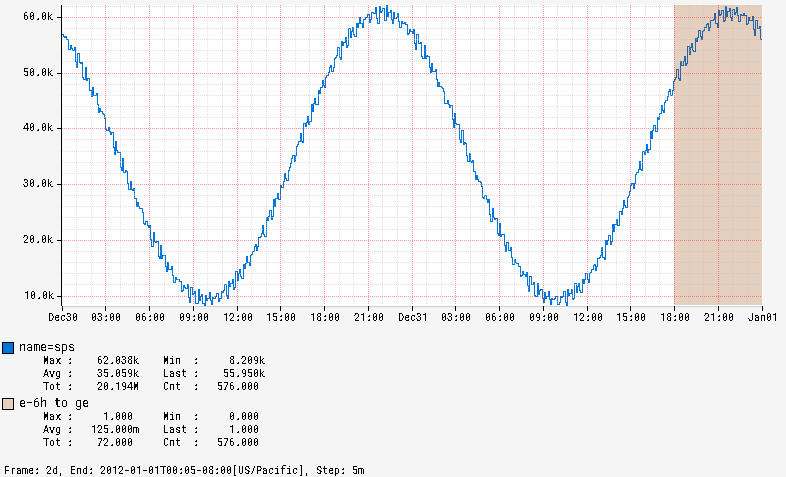 60.0k
50.0k
40.0k
30.0k
20.0k
10.0k
Dec30 03:00 06:00 09:00 12:00 15:00 18:00 21:00 Dec31 03:00 06:00 09:00 12:00 15:00 18:00 21:00 Jan01
name=sps
Max : 62.038k Min : 8.209k
Avg : 35.059k Last : 55.950k
Tot : 20.194M Cnt : 576.000
e-6h to ge
Max : 1.000 Min : 0.000
Avg : 125.000m Last : 1.000
Tot : 72.000 Cnt : 576.000
Frame: 2d, End: 2012-01-01T00:05-08:00[US/Pacific], Step: 5m